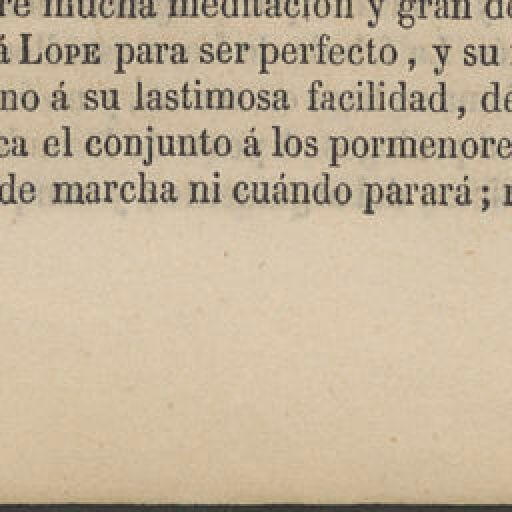 re mucha meditación y gran de
á LOPE para ser perfecto, y su
no á su lastimosa facilidad, de
ca el conjunto á los pormenore
de marcha ni cuándo parará;